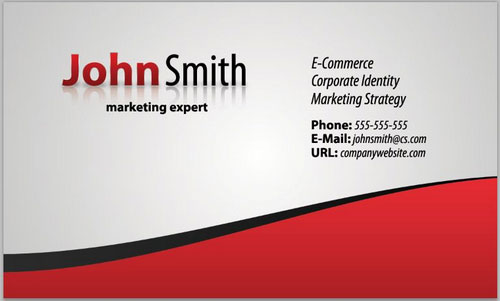 John Smith
marketing expert
E-Commerce
Corporate Identity
Marketing Strategy
Phone: 555-555-555
E-Mail: johnsmith@cs.com
URL: companywebsite.com